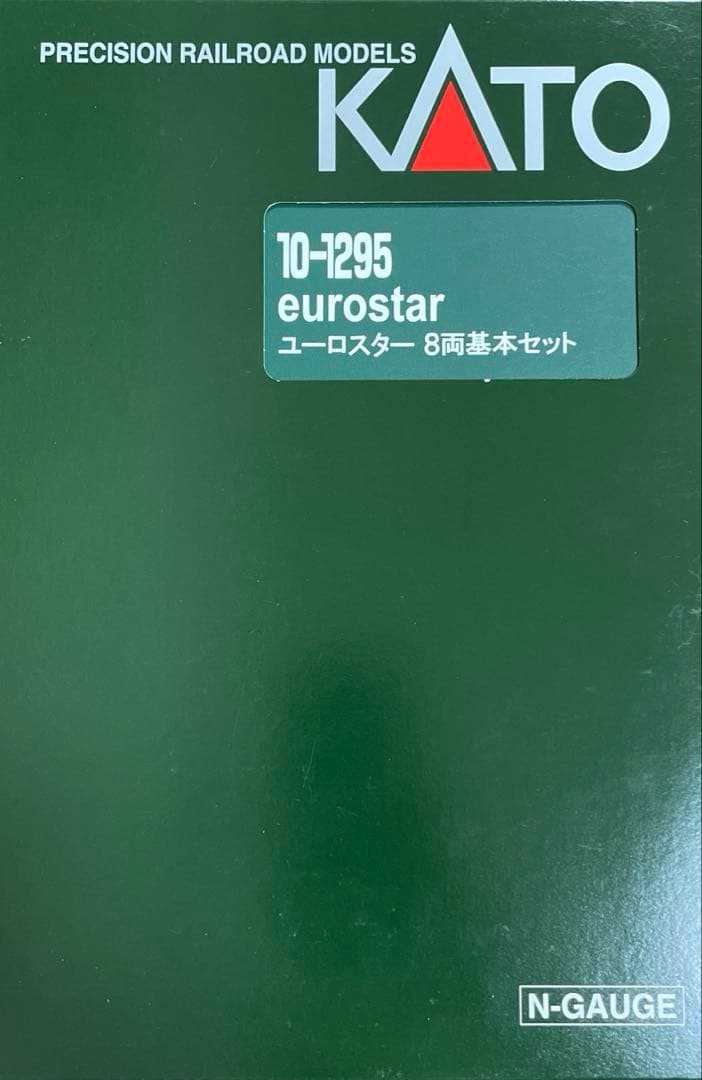 PRECISION RAILROAD MODELS
KATO
10-1295
eurostar
ユーロスター 8両基本セット
N-GAUGE